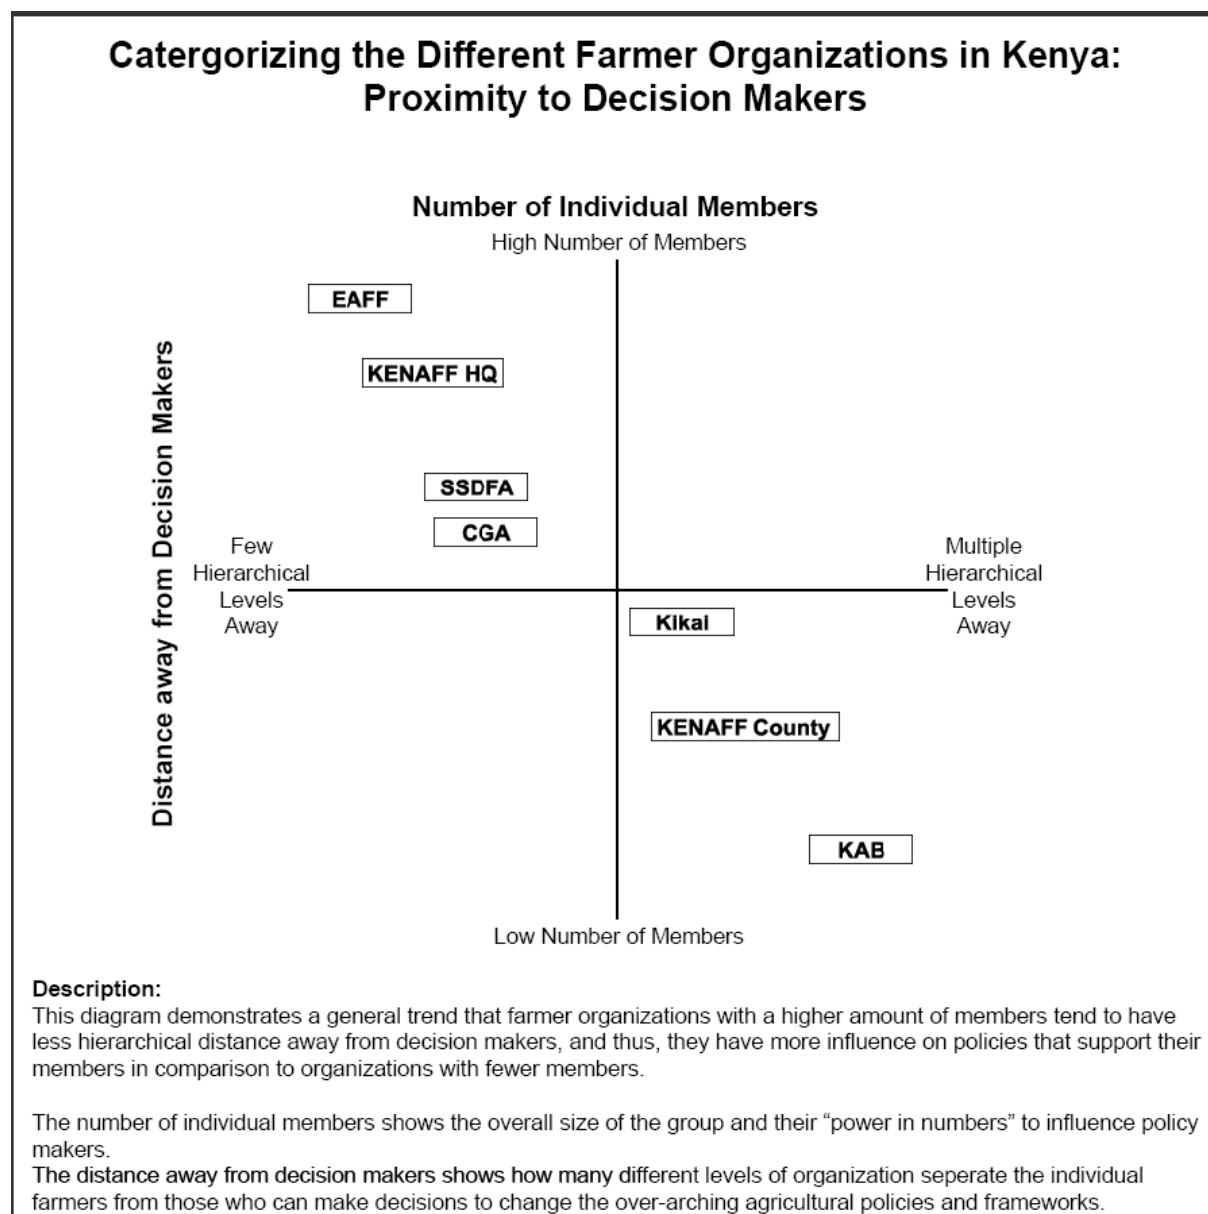 Catergorizing the Different Farmer Organizations in Kenya:
Proximity to Decision Makers
Number of Individual Members
High Number of Members
EAFF
KENAFF HQ
SSDFA
CGA
Distance away from Decision Makers
Few
Hierarchical
Levels
Away
Multiple
Hierarchical
Levels
Away
Kikai
KENAFF County
KAB
Low Number of Members
Description:
This diagram demonstrates a general trend that farmer organizations with a higher amount of members tend to have
less hierarchical distance away from decision makers, and thus, they have more influence on policies that support their
members in comparison to organizations with fewer members.
The number of individual members shows the overall size of the group and their “power in numbers” to influence policy
makers.
The distance away from decision makers shows how many different levels of organization seperate the individual
farmers from those who can make decisions to change the over-arching agricultural policies and frameworks.